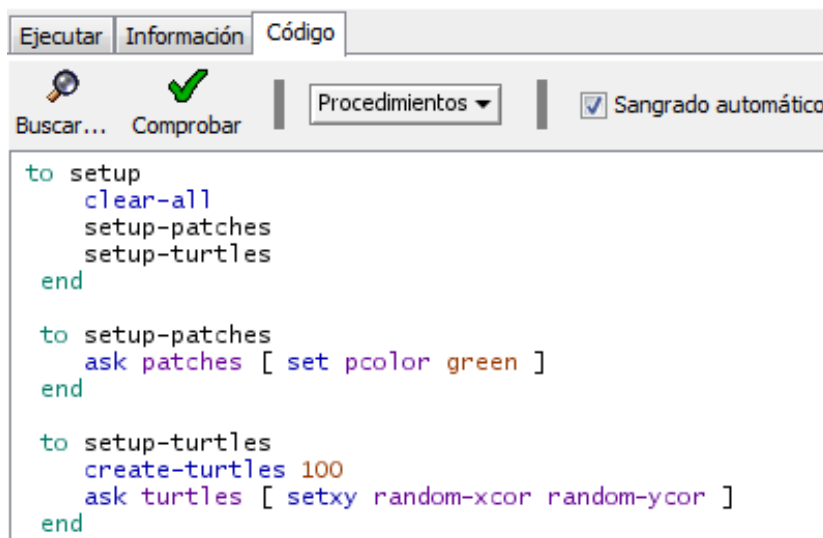 Ejecutar Información Código
Buscar... Comprobar Procedimientos Sangrado automático
to setup
clear-all
setup-patches
setup-turtles
end
to setup-patches
ask patches [ set pcolor green ]
end
to setup-turtles
create-turtles 100
ask turtles [ setxy random-xcor random-ycor ]
end